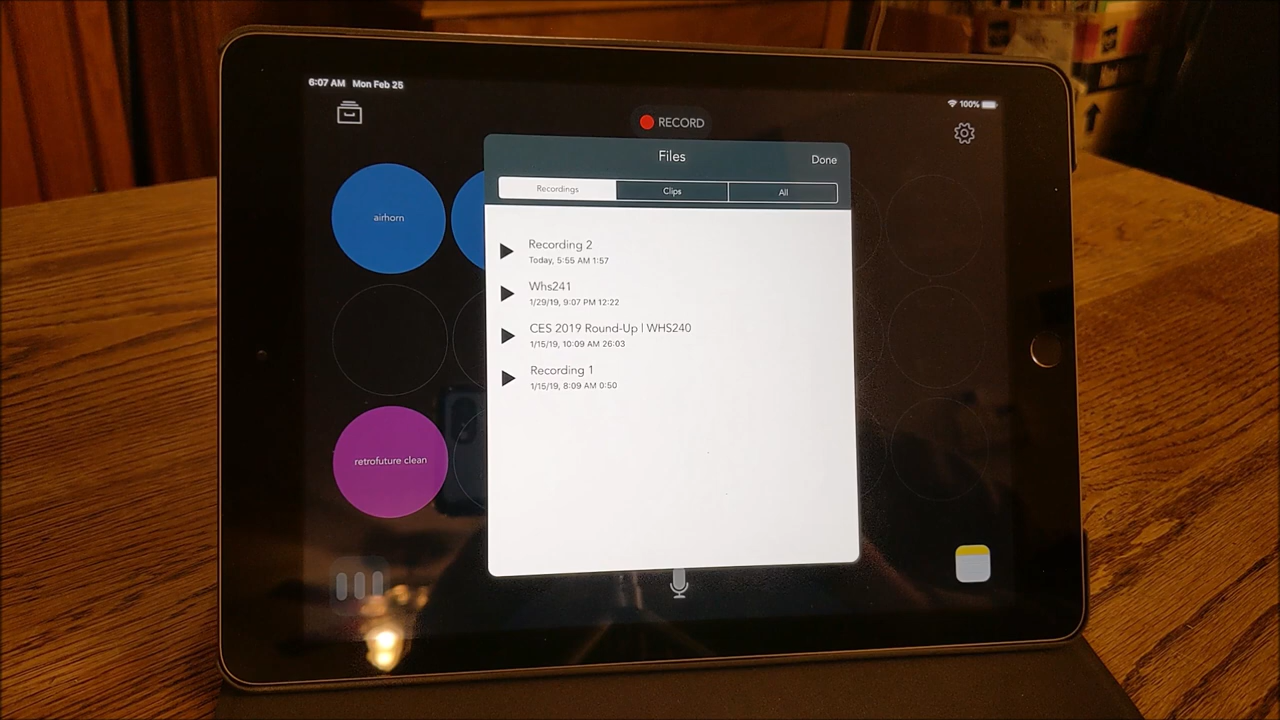 6:07 AM Mon Feb 25
100%
RECORD
Files
Done
Recordings
Clips
All
airhorn
Recording 2
Today, 5:55 AM 1:57
Whs241
1/29/19, 9:07 PM 12:22
CES 2019 Round-Up | WHS240
1/15/19, 10:09 AM 26:03
Recording 1
1/15/19, 8:09 AM 0:50
retrofuture clean